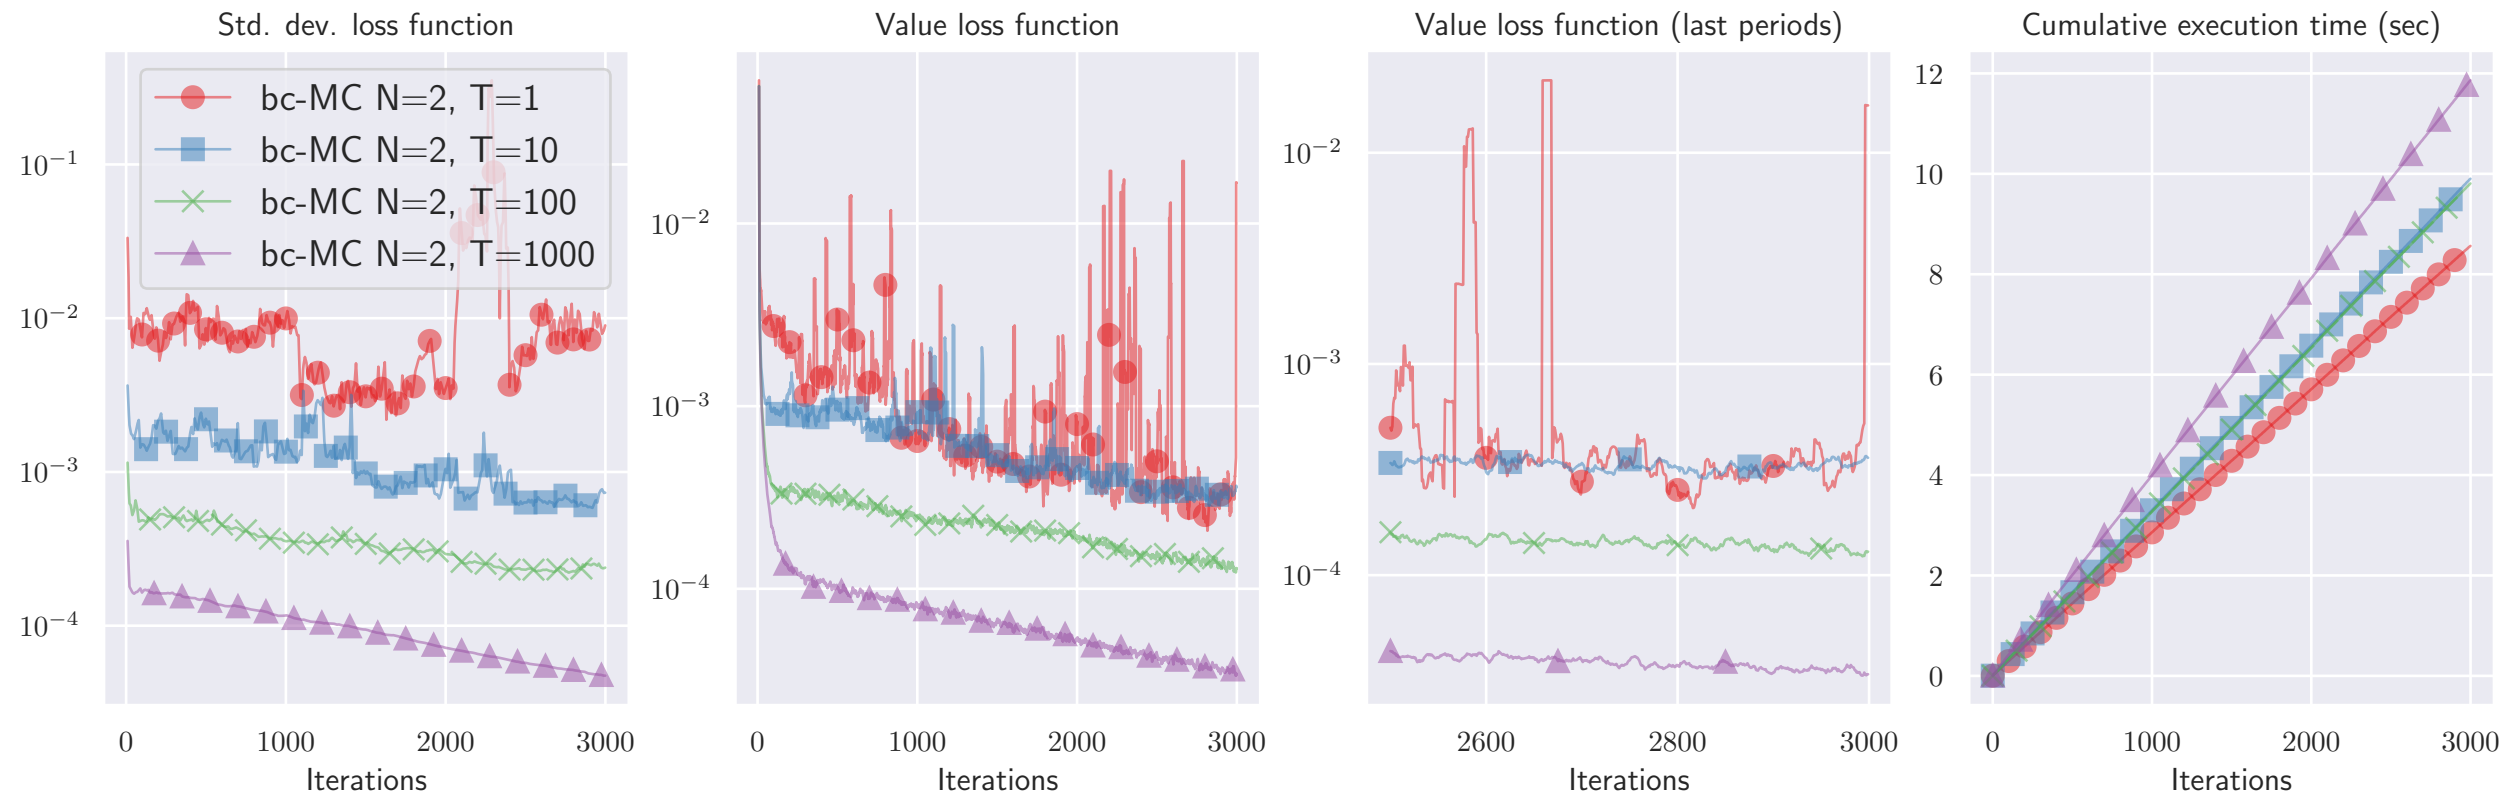 Std. dev. loss function
bc-MC N=2, T=1
bc-MC N=2, T=10
bc-MC N=2, T=100
bc-MC N=2, T=1000
10⁻¹
10⁻²
10⁻³
10⁻⁴
0 1000 2000 3000
Iterations
Value loss function
10⁻²
10⁻³
10⁻⁴
0 1000 2000 3000
Iterations
Value loss function (last periods)
10⁻²
10⁻³
10⁻⁴
2600 2800 3000
Iterations
Cumulative execution time (sec)
12
10
8
6
4
2
0
0 1000 2000 3000
Iterations